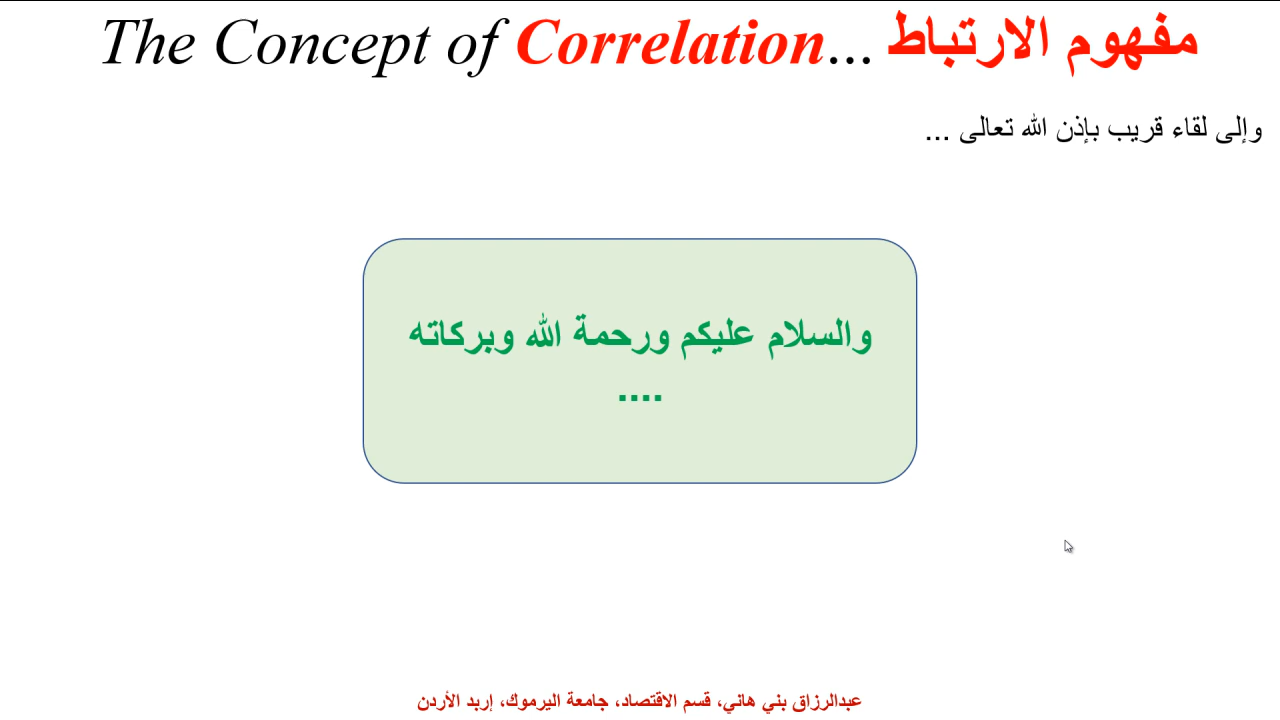 The Concept of Correlation... مفهوم الارتباط
وإلى لقاء قريب بإذن الله تعالى ...
والسلام عليكم ورحمة الله وبركاته
....
عبدالرزاق بني هاني، قسم الاقتصاد، جامعة اليرموك، إربد الأردن